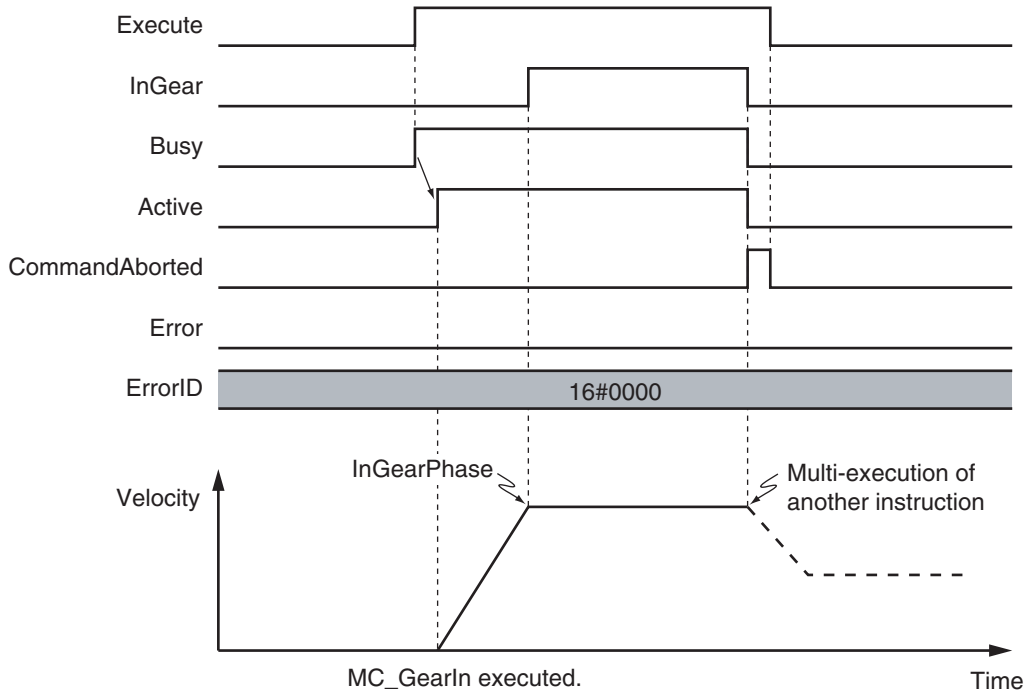 Execute
InGear
Busy
Active
CommandAborted
Error
ErrorID
16#0000
InGearPhase
Multi-execution of
another instruction
Velocity
MC_GearIn executed.
Time